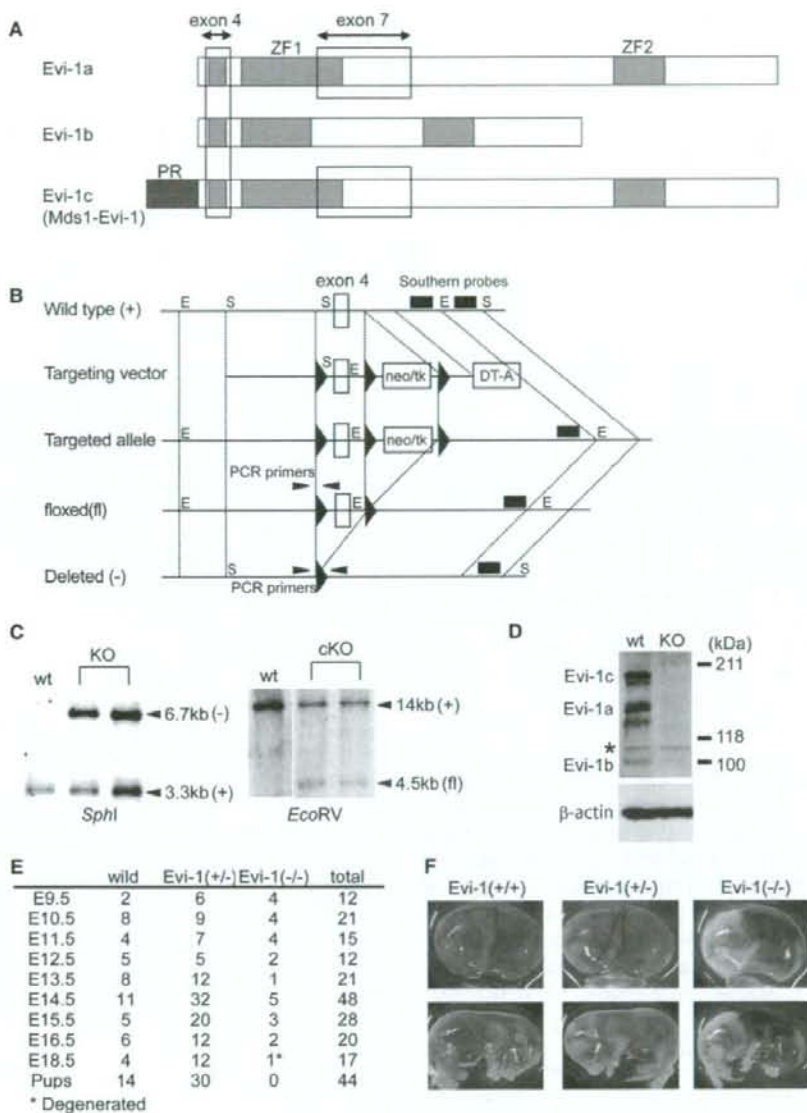 A
exon 4
exon 7
ZF1
ZF2
Evi-1a
Evi-1b
PR
Evi-1c
(Mds1-Evi-1)
B
exon 4
Southern probes
Wild type (+)
E
S
S
E
S
Targeting vector
S
E
neo/tk
DT-A
Targeted allele
E
E
neo/tk
E
PCR primers
floxed(fl)
E
E
E
Deleted (-)
S
S
PCR primers
C
wt
KO
6.7kb (-)
3.3kb (+)
SphI
wt
cKO
14kb (+)
4.5kb (fl)
EcoRV
D
wt KO (kDa)
Evi-1c
211
Evi-1a
118
*
Evi-1b
100
β-actin
E
wild Evi-1(+/-) Evi-1(-/-) total
E9.5 2 6 4 12
E10.5 8 9 4 21
E11.5 4 7 4 15
E12.5 5 5 2 12
E13.5 8 12 1 21
E14.5 11 32 5 48
E15.5 5 20 3 28
E16.5 6 12 2 20
E18.5 4 12 1* 17
Pups 14 30 0 44
* Degenerated
F
Evi-1(+/+) Evi-1(+/-) Evi-1(-/-)